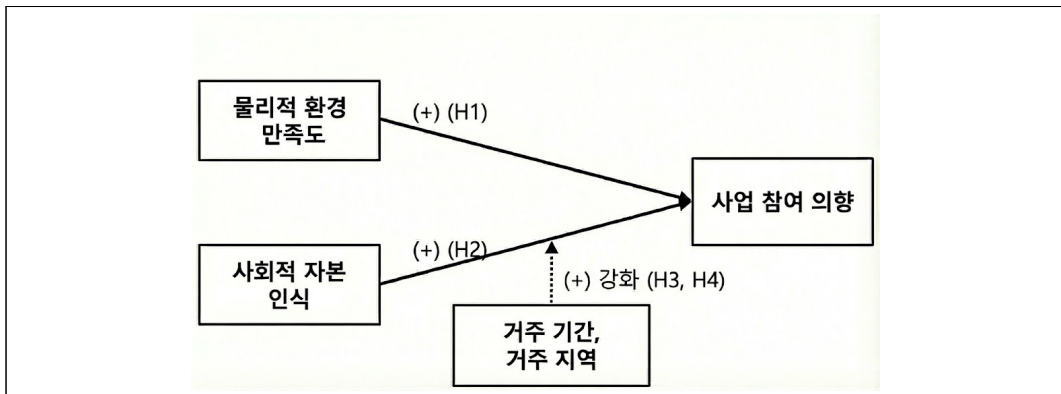 물리적 환경
만족도
(+) (H1)
사업 참여 의향
사회적 자본
인식
(+) (H2)
(+) 강화 (H3, H4)
거주 기간,
거주 지역